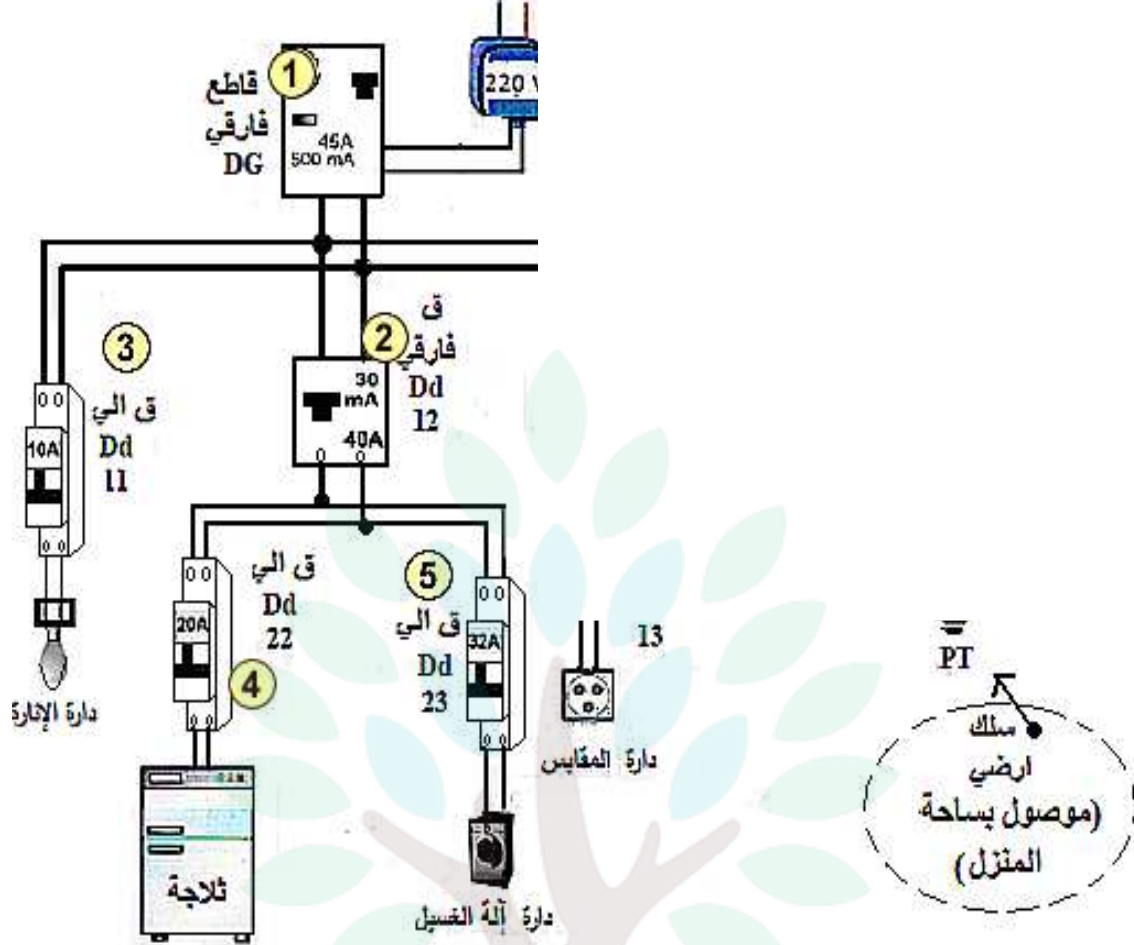 1
قاطع
فارقي
DG
45A
500 mA
220 V
3
ق الي
Dd
11
10A
دارة الإنارة
2
ق
فارقي
Dd
12
30
mA
40A
ق الي
Dd
22
20A
4
ثلاجة
5
ق الي
Dd
23
32A
دارة آلة الغسيل
13
دارة المقابس
PT
سلك
ارضي
(موصول بساحة
المنزل)